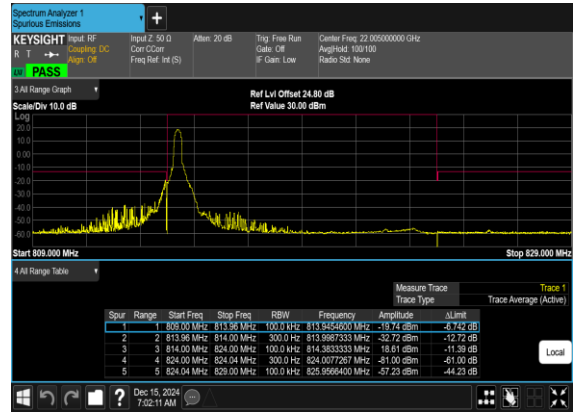 Spectrum Analyzer 1
Spurious Emissions
+
KEYSIGHT Input: RF Input Z: 50 Ω Atten: 20 dB Trig: Free Run Center Freq: 22.005000000 GHz
R T Coupling: DC Corr CCorr Gate: Off Avg|Hold: 100/100
Align: Off Freq Ref: Int (S) IF Gain: Low Radio Std: None
LW PASS
3 All Range Graph Ref Lvl Offset 24.80 dB
Scale/Div 10.0 dB Ref Value 30.00 dBm
Log
20.0
10.0
0.00
-10.0
-20.0
-30.0
-40.0
-50.0
-60.0
Start 809.000 MHz Stop 829.000 MHz
4 All Range Table
Measure Trace Trace 1
Trace Type Trace Average (Active)
Spur Range Start Freq Stop Freq RBW Frequency Amplitude ΔLimit
1 1 809.00 MHz 813.96 MHz 100.0 kHz 813.9454600 MHz -19.74 dBm -6.742 dB
2 2 813.96 MHz 814.00 MHz 300.0 Hz 813.9987333 MHz -32.72 dBm -12.72 dB
3 3 814.00 MHz 824.00 MHz 100.0 kHz 814.3833333 MHz 18.61 dBm -11.39 dB
4 4 824.00 MHz 824.04 MHz 300.0 Hz 824.0077267 MHz -81.00 dBm -61.00 dB
5 5 824.04 MHz 829.00 MHz 100.0 kHz 825.9566400 MHz -57.23 dBm -44.23 dB
Local
? Dec 15, 2024
7:02:11 AM